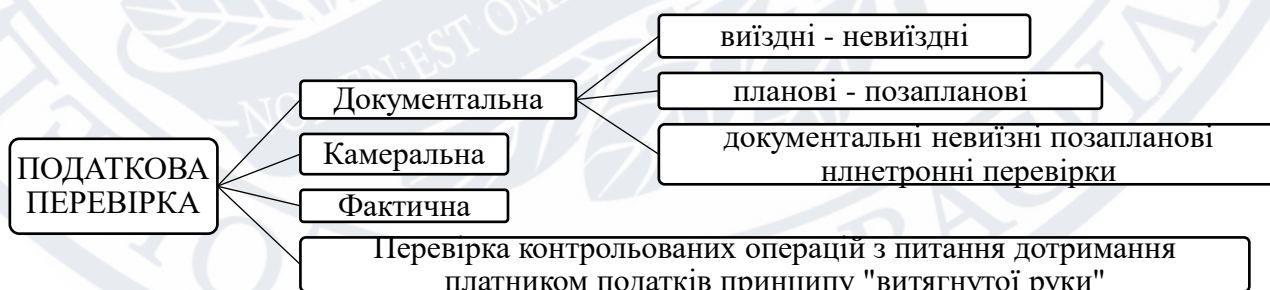 ПОДАТКОВА
ПЕРЕВІРКА
Документальна
виїздні - невиїздні
планові - позапланові
документальні невиїзні позапланові
нлнетронні перевірки
Камеральна
Фактична
Перевірка контрольованих операцій з питання дотримання
платником податків принципу "витягнутої руки"